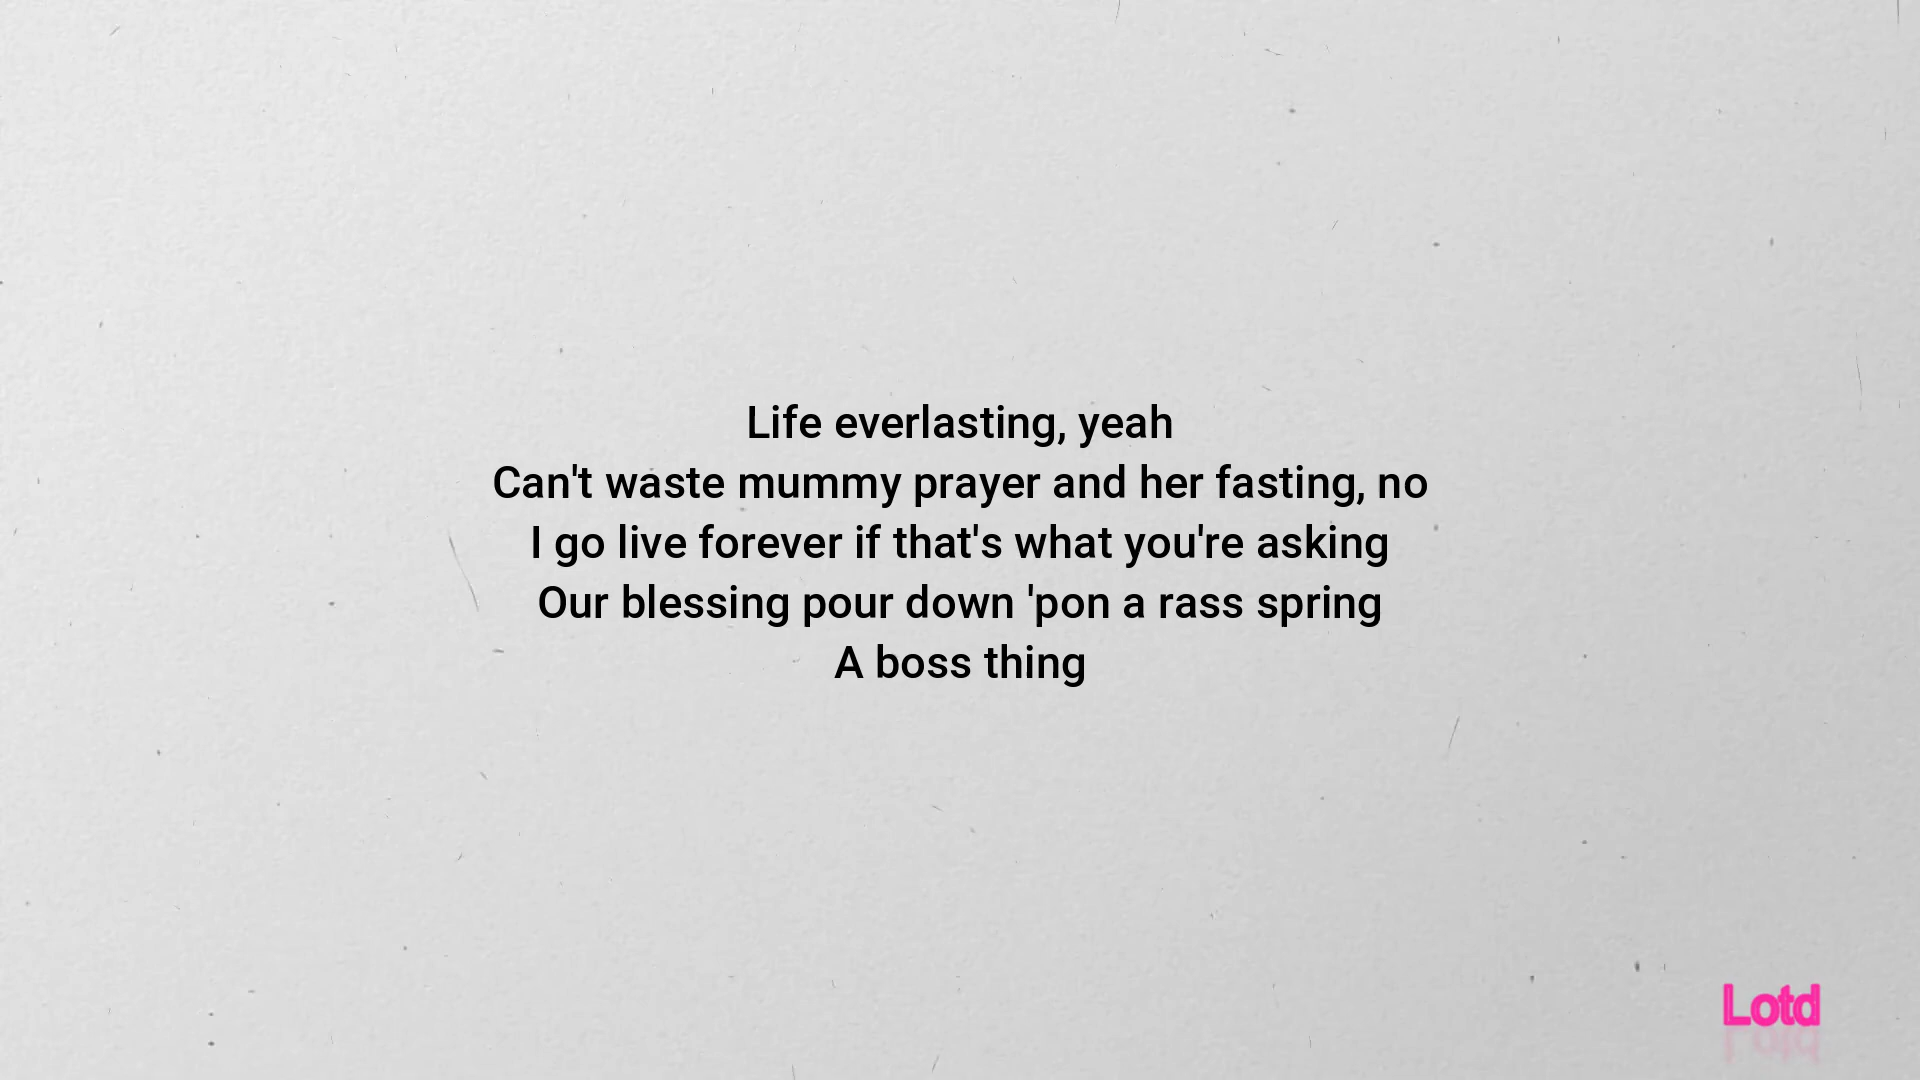 Life everlasting, yeah
Can't waste mummy prayer and her fasting, no
I go live forever if that's what you're asking
Our blessing pour down 'pon a rass spring
A boss thing
Lotd